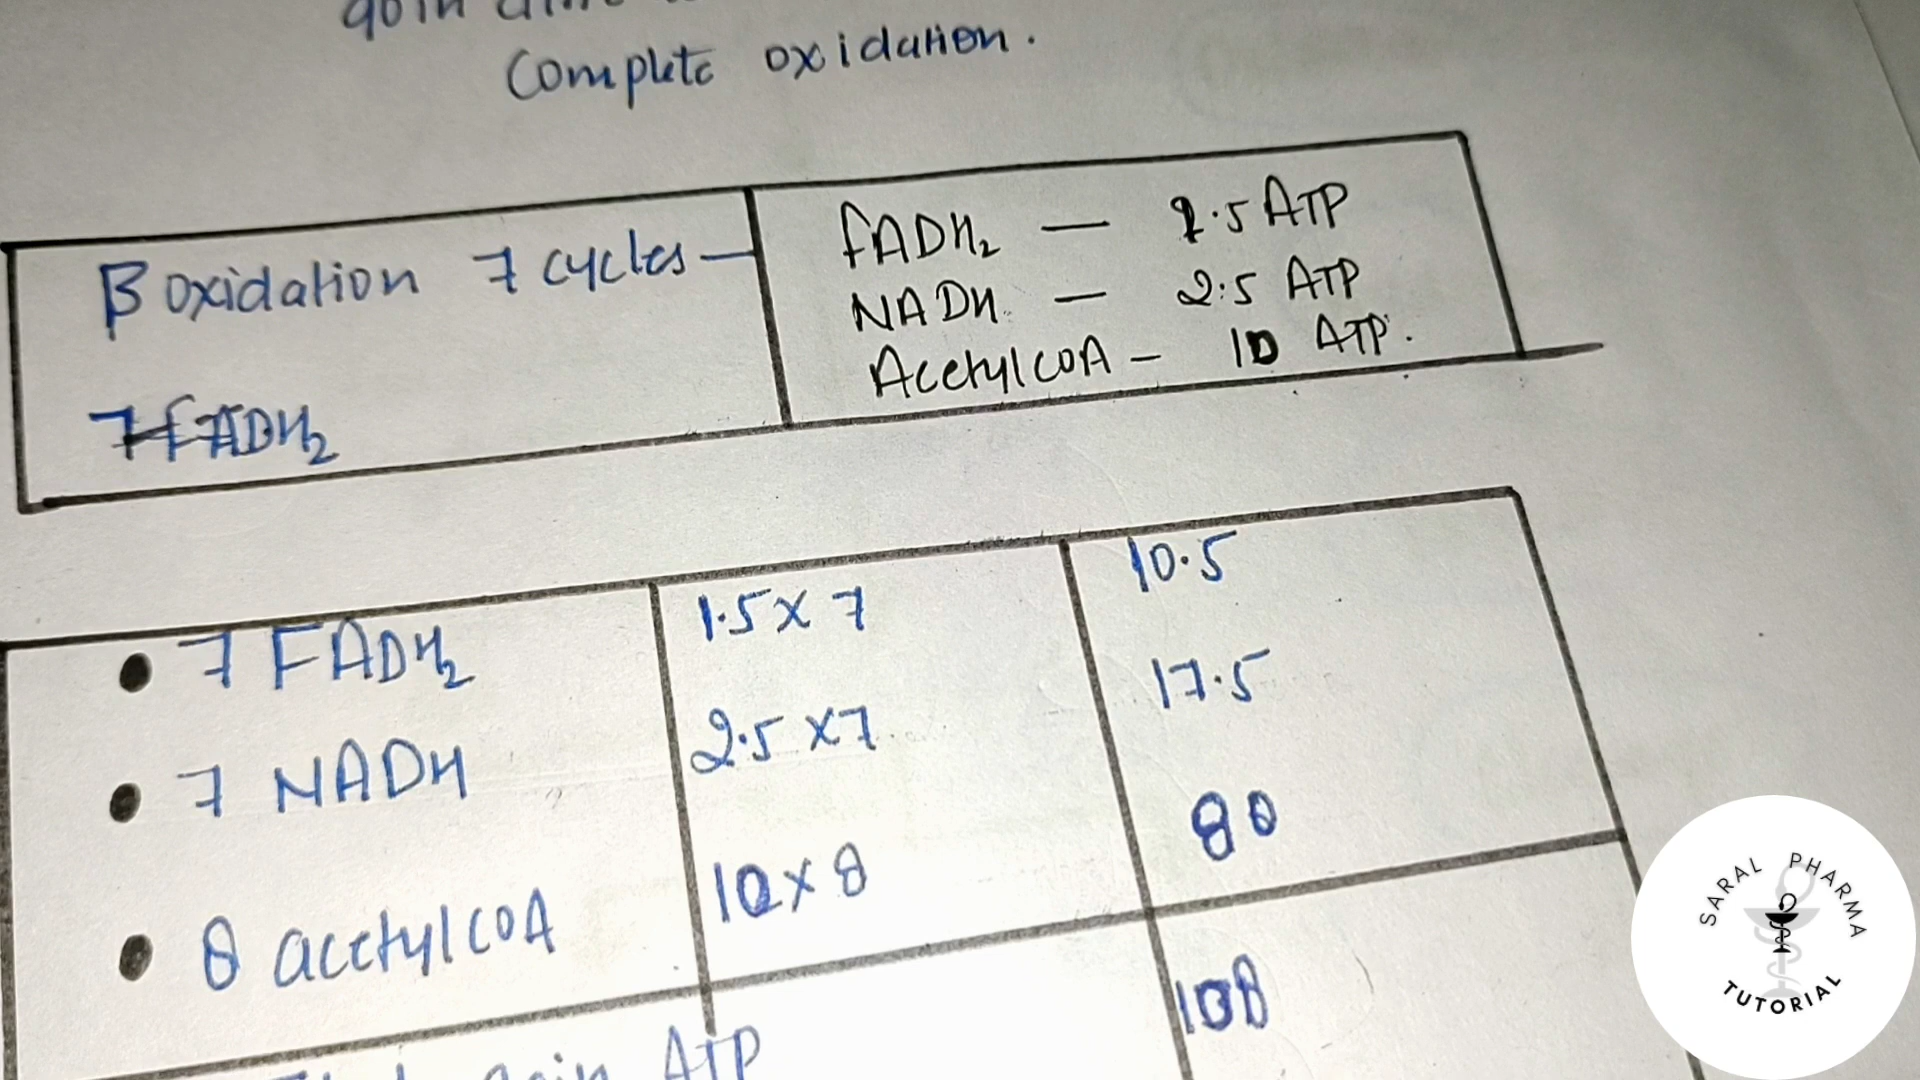 Complete oxidation.
β oxidation 7 cycles —
FADH₂ — 1.5 ATP
NADH — 2.5 ATP
AcetylcoA — 10 ATP.
7 FADH₂
• 7 FADH₂ 1.5 x 7 10.5
• 7 NADH 2.5 x 7 17.5
• 8 acetylcoA 10 x 8 80
gain ATP 108
SARAL PHARMA
TUTORIAL